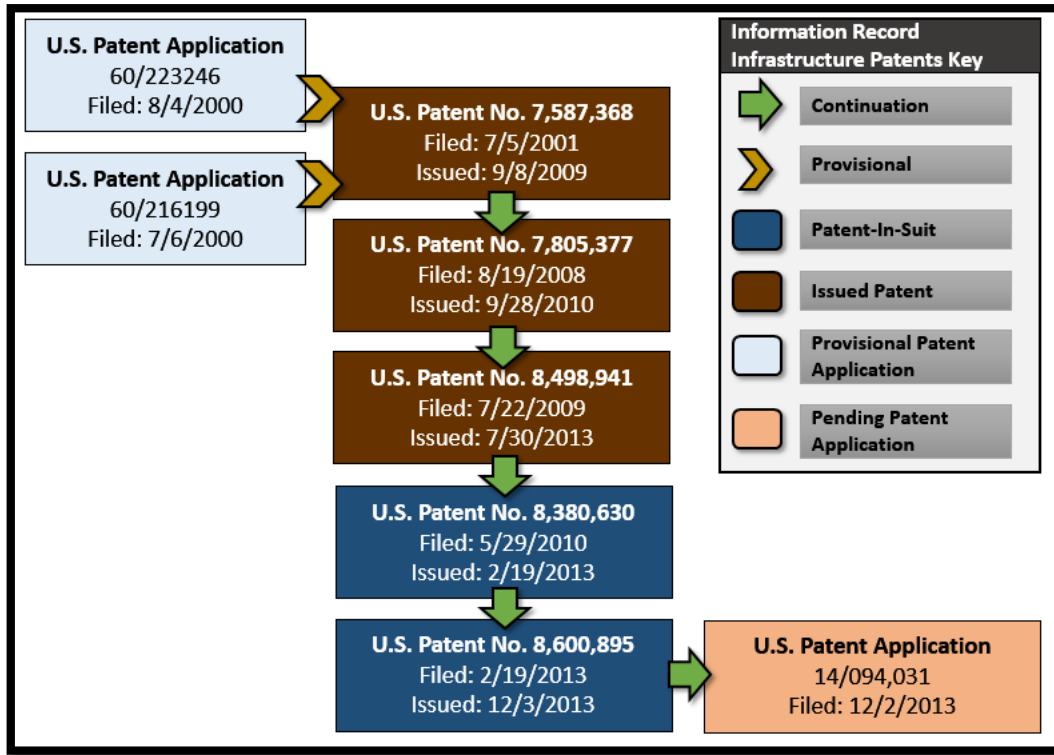 U.S. Patent Application
60/223246
Filed: 8/4/2000
U.S. Patent Application
60/216199
Filed: 7/6/2000
U.S. Patent No. 7,587,368
Filed: 7/5/2001
Issued: 9/8/2009
U.S. Patent No. 7,805,377
Filed: 8/19/2008
Issued: 9/28/2010
U.S. Patent No. 8,498,941
Filed: 7/22/2009
Issued: 7/30/2013
U.S. Patent No. 8,380,630
Filed: 5/29/2010
Issued: 2/19/2013
U.S. Patent No. 8,600,895
Filed: 2/19/2013
Issued: 12/3/2013
U.S. Patent Application
14/094,031
Filed: 12/2/2013
Information Record
Infrastructure Patents Key
Continuation
Provisional
Patent-In-Suit
Issued Patent
Provisional Patent
Application
Pending Patent
Application